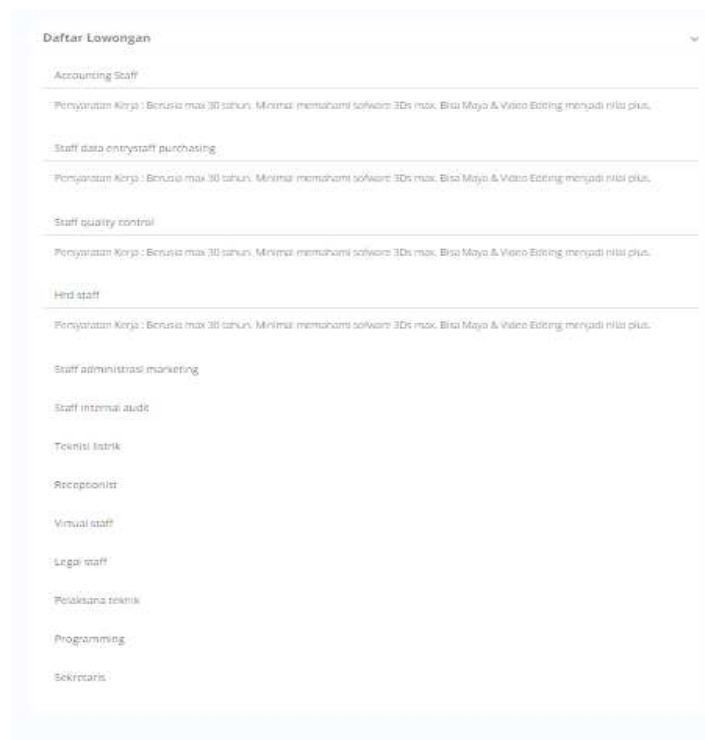 Daftar Lowongan
Accounting Staff
Persyaratan Kerja : Berusia max 30 tahun. Minimal memahami sofware 3Ds max. Bisa Maya & Video Editing menjadi nilai plus.
Staff data entrystaff purchasing
Persyaratan Kerja : Berusia max 30 tahun. Minimal memahami sofware 3Ds max. Bisa Maya & Video Editing menjadi nilai plus.
Staff quality control
Persyaratan Kerja : Berusia max 30 tahun. Minimal memahami sofware 3Ds max. Bisa Maya & Video Editing menjadi nilai plus.
Hrd staff
Persyaratan Kerja : Berusia max 30 tahun. Minimal memahami sofware 3Ds max. Bisa Maya & Video Editing menjadi nilai plus.
Staff administrasi marketing
Staff internal audit
Teknisi listrik
Receptionist
Virtual staff
Legal staff
Pelaksana teknik
Programming
Sekretaris